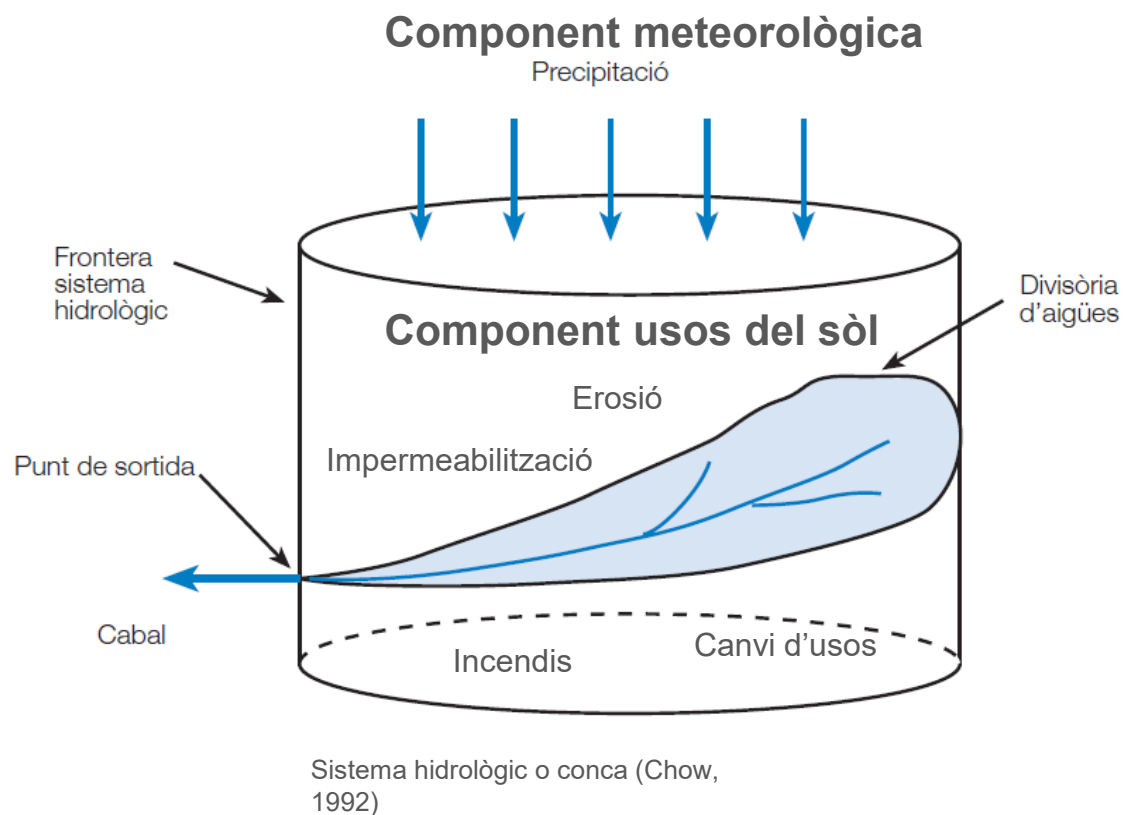 Component meteorològica
Precipitació
Frontera
sistema
hidrològic
Divisòria
d'aigües
Component usos del sòl
Erosió
Impermeabilització
Punt de sortida
Cabal
Incendis
Canvi d'usos
Sistema hidrològic o conca (Chow,
1992)